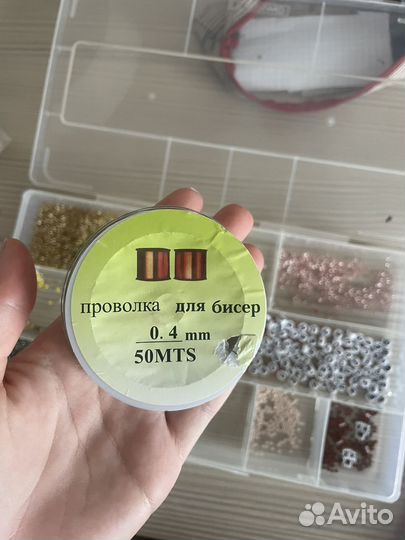 проволка для бисер
0.4 mm
50MTS
Avito